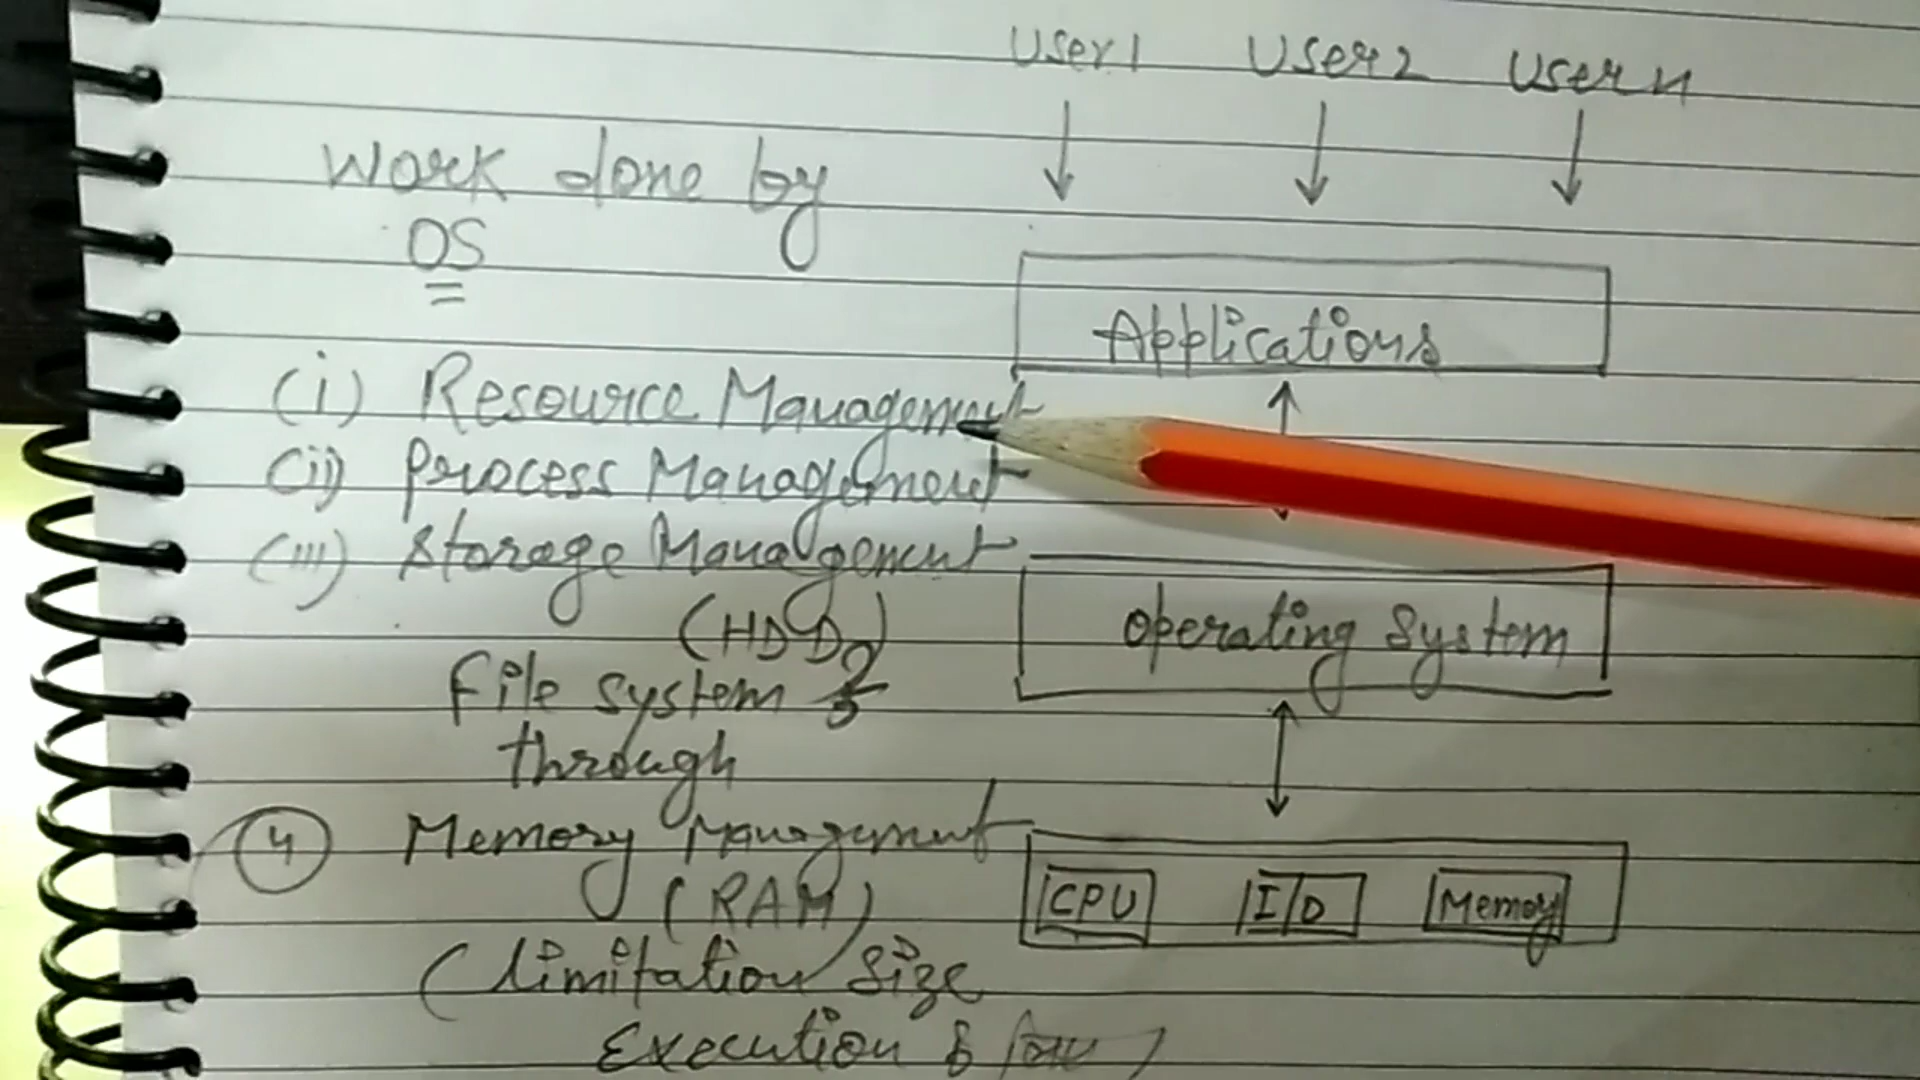 User1 User2 User n
Work done by
OS
Applications
(i) Resource Management
(ii) Process Management
(iii) Storage Management
(HDD)
Operating System
File system
through
4 Memory Management
(RAM)
CPU I/O Memory
(limitation size
Execution &